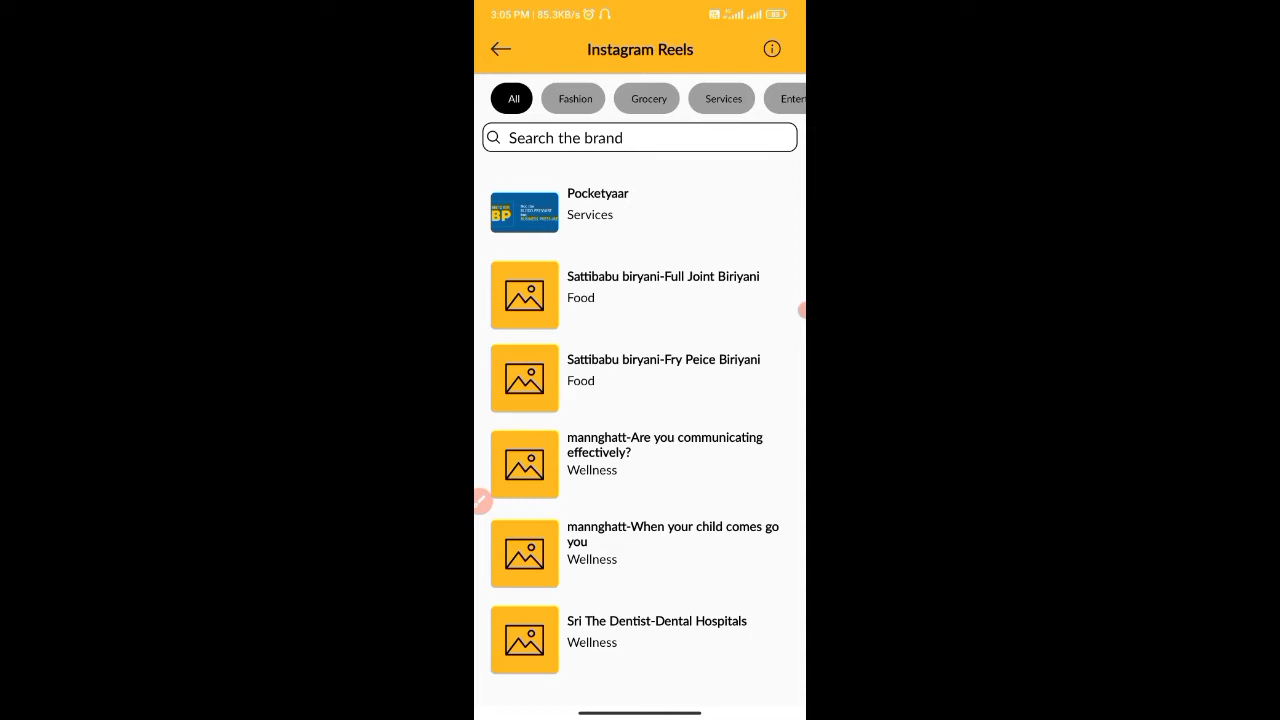 3:05 PM | 85.3KB/s
Instagram Reels
All
Fashion
Grocery
Services
Enter
Search the brand
Pocketyaar
Services
BP
Sattibabu biryani-Full Joint Biriyani
Food
Sattibabu biryani-Fry Peice Biriyani
Food
mannghatt-Are you communicating
effectively?
Wellness
mannghatt-When your child comes go
you
Wellness
Sri The Dentist-Dental Hospitals
Wellness